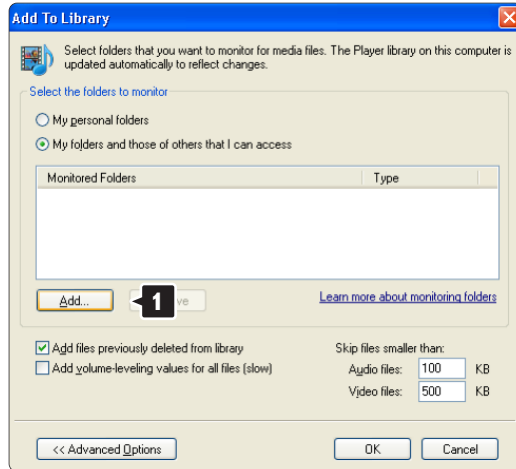 Add To Library
Select folders that you want to monitor for media files. The Player library on this computer is
updated automatically to reflect changes.
Select the folders to monitor
My personal folders
My folders and those of others that I can access
Monitored Folders Type
Add... 1 ve Learn more about monitoring folders
Add files previously deleted from library Skip files smaller than:
Add volume-leveling values for all files (slow) Audio files: 100 KB
Video files: 500 KB
<< Advanced Options OK Cancel